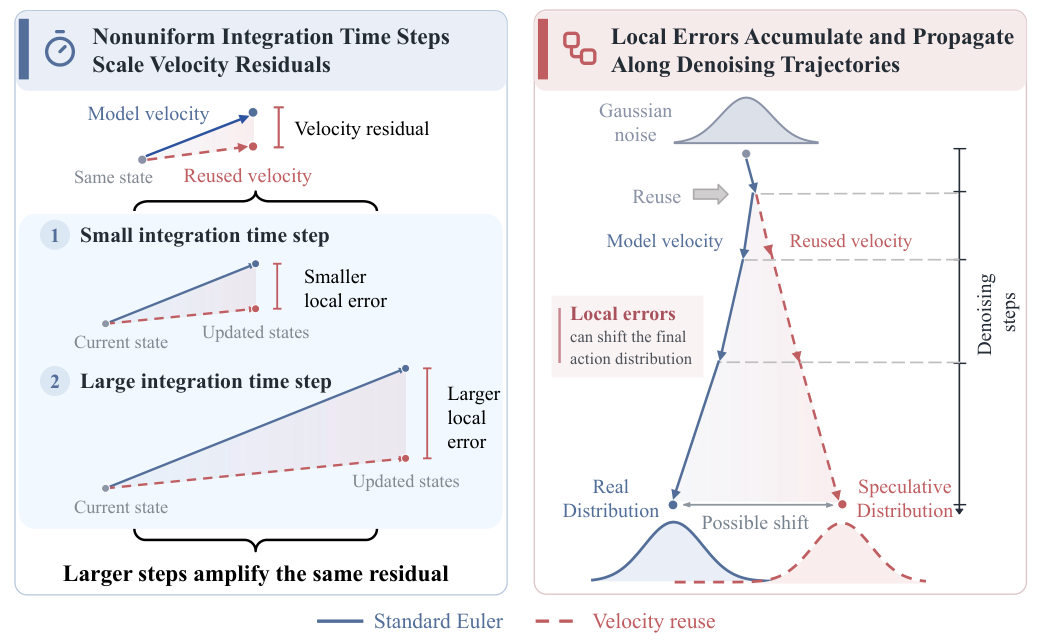 Nonuniform Integration Time Steps
Scale Velocity Residuals
Model velocity
Velocity residual
Same state
Reused velocity
1
Small integration time step
Smaller
local error
Updated states
Current state
2
Large integration time step
Larger
local
error
Updated states
Current state
Larger steps amplify the same residual
Local Errors Accumulate and Propagate
Along Denoising Trajectories
Gaussian
noise
Reuse
Model velocity
Reused velocity
Denoising
steps
Local errors
can shift the final
action distribution
Real
Distribution
Speculative
Distribution
Possible shift
Standard Euler
Velocity reuse